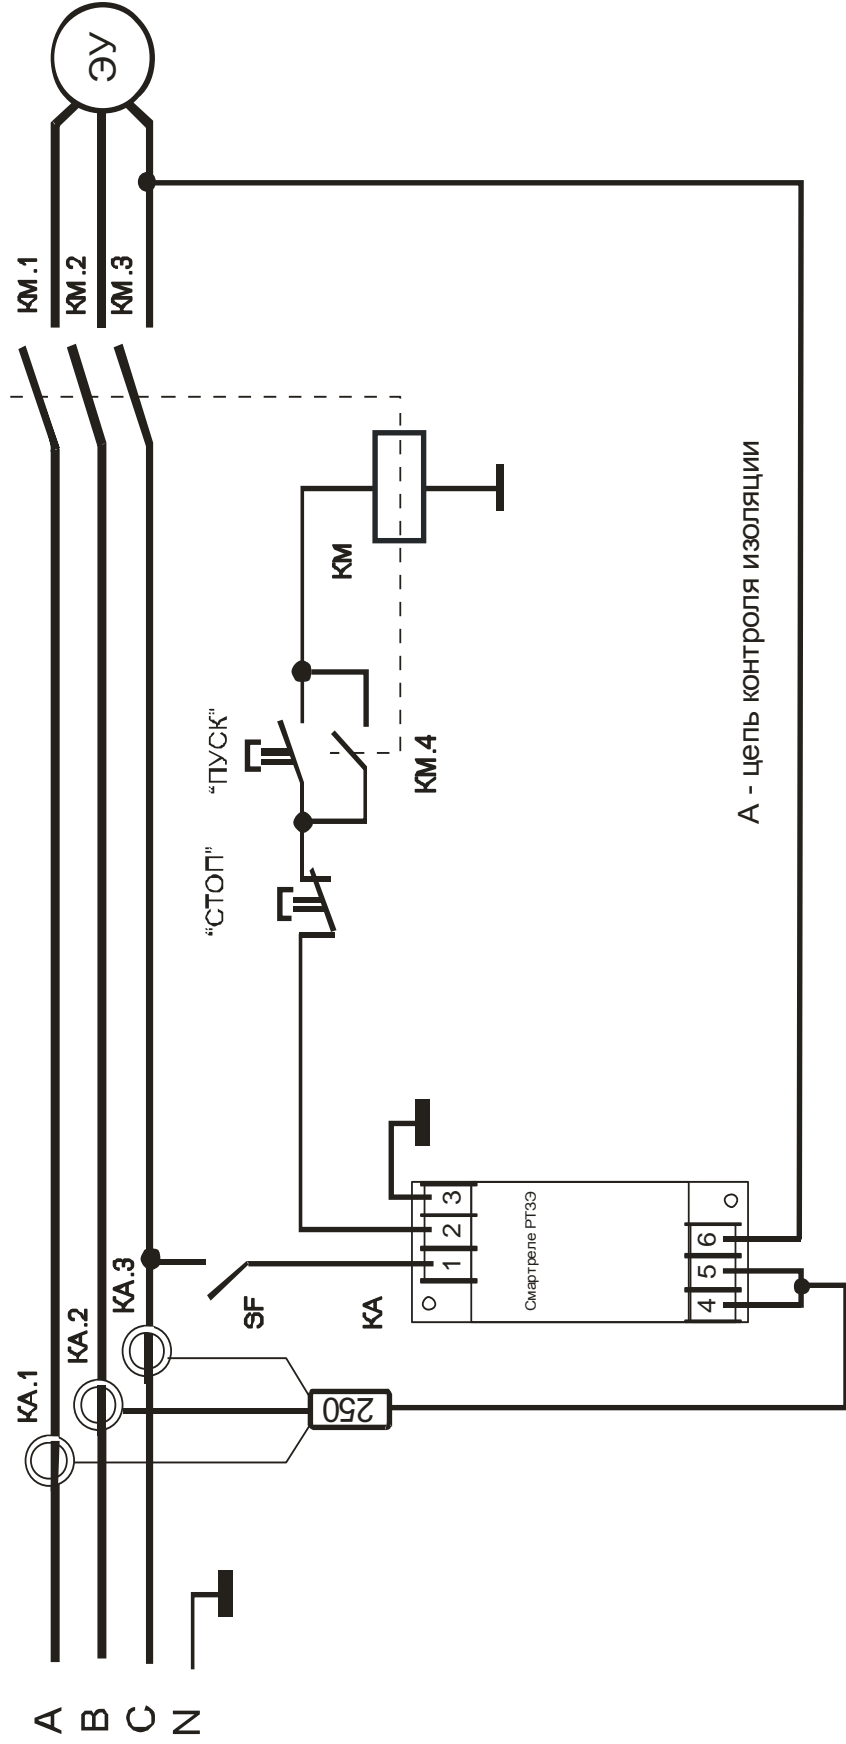 A
B
C
N
КА.1
КА.2
КА.3
250
SF
КА
1
2
3
Смартреле РТЗЭ
4
5
6
“СТОП”
“ПУСК”
КМ.4
КМ
КМ.1
КМ.2
КМ.3
ЭУ
А - цепь контроля изоляции